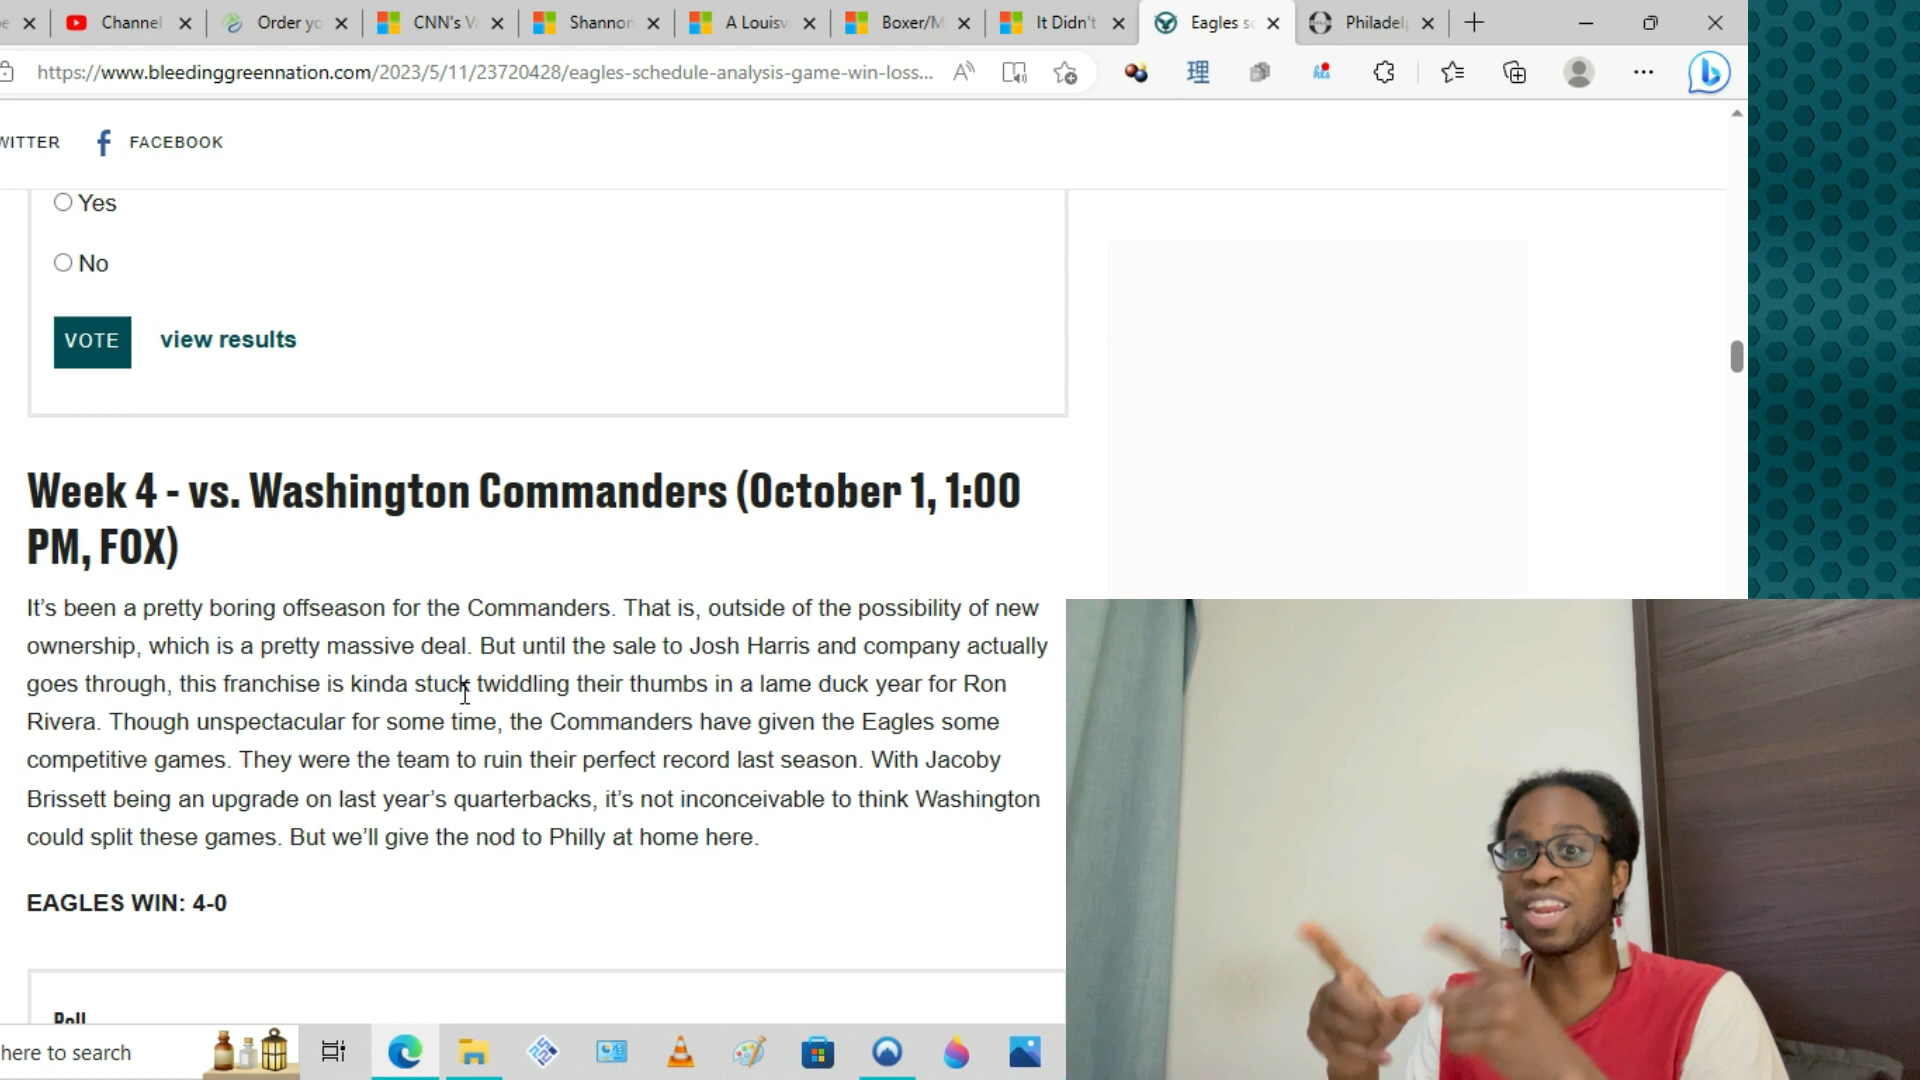 Channel
Order yo
CNN's Va
Shannon
A Louisv
Boxer/M
It Didn't
Eagles sc
Philadelp
https://www.bleedinggreennation.com/2023/5/11/23720428/eagles-schedule-analysis-game-win-loss...
理
WITTER
FACEBOOK
Yes
No
VOTE
view results
Week 4 - vs. Washington Commanders (October 1, 1:00
PM, FOX)
It’s been a pretty boring offseason for the Commanders. That is, outside of the possibility of new
ownership, which is a pretty massive deal. But until the sale to Josh Harris and company actually
goes through, this franchise is kinda stuck twiddling their thumbs in a lame duck year for Ron
Rivera. Though unspectacular for some time, the Commanders have given the Eagles some
competitive games. They were the team to ruin their perfect record last season. With Jacoby
Brissett being an upgrade on last year’s quarterbacks, it’s not inconceivable to think Washington
could split these games. But we’ll give the nod to Philly at home here.
EAGLES WIN: 4-0
Poll
here to search